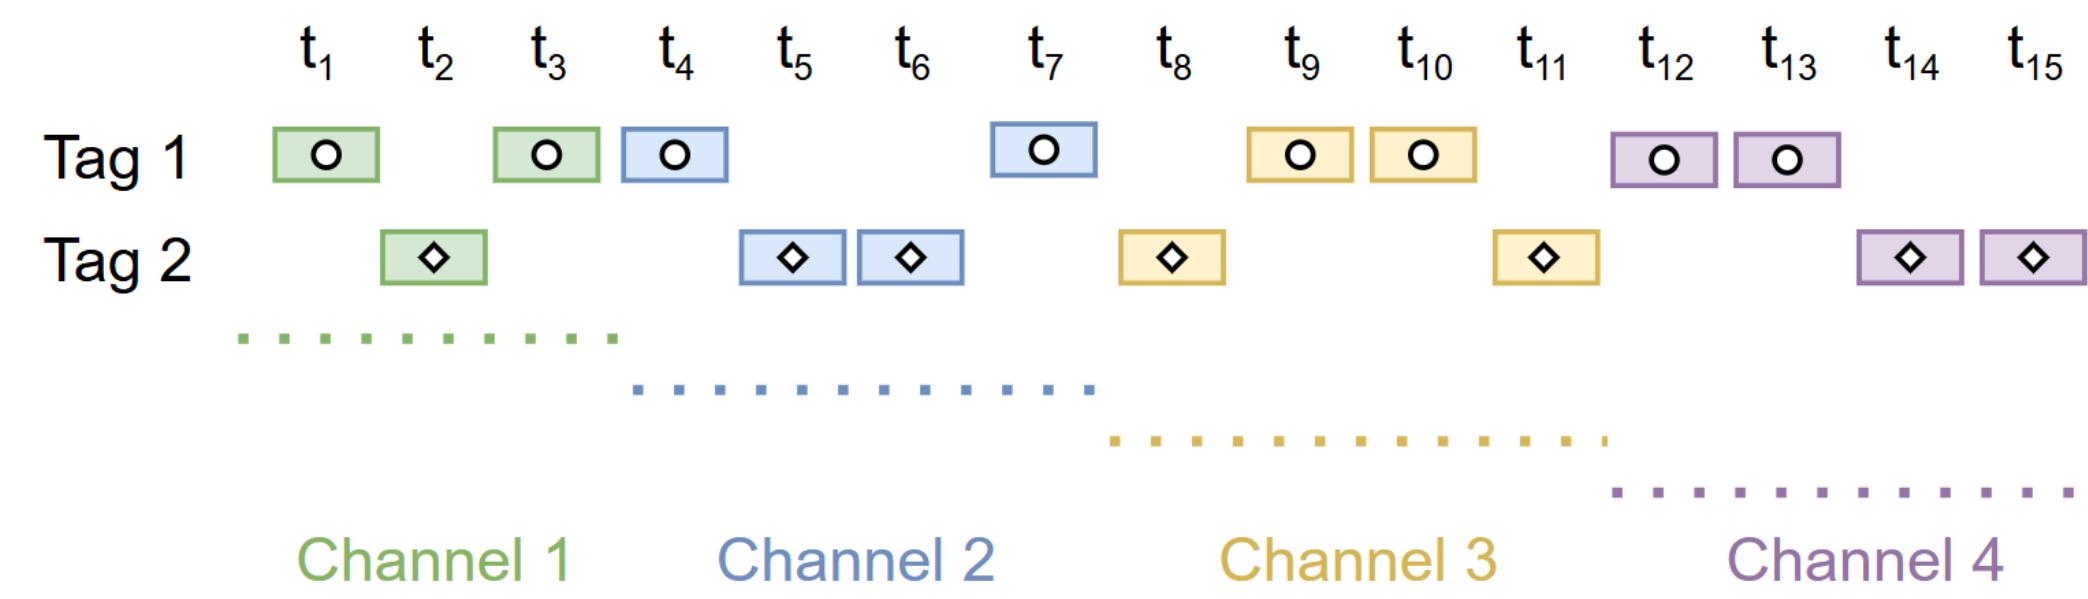 t1 t2 t3 t4 t5 t6 t7 t8 t9 t10 t11 t12 t13 t14 t15
Tag 1
Tag 2
Channel 1 Channel 2 Channel 3 Channel 4